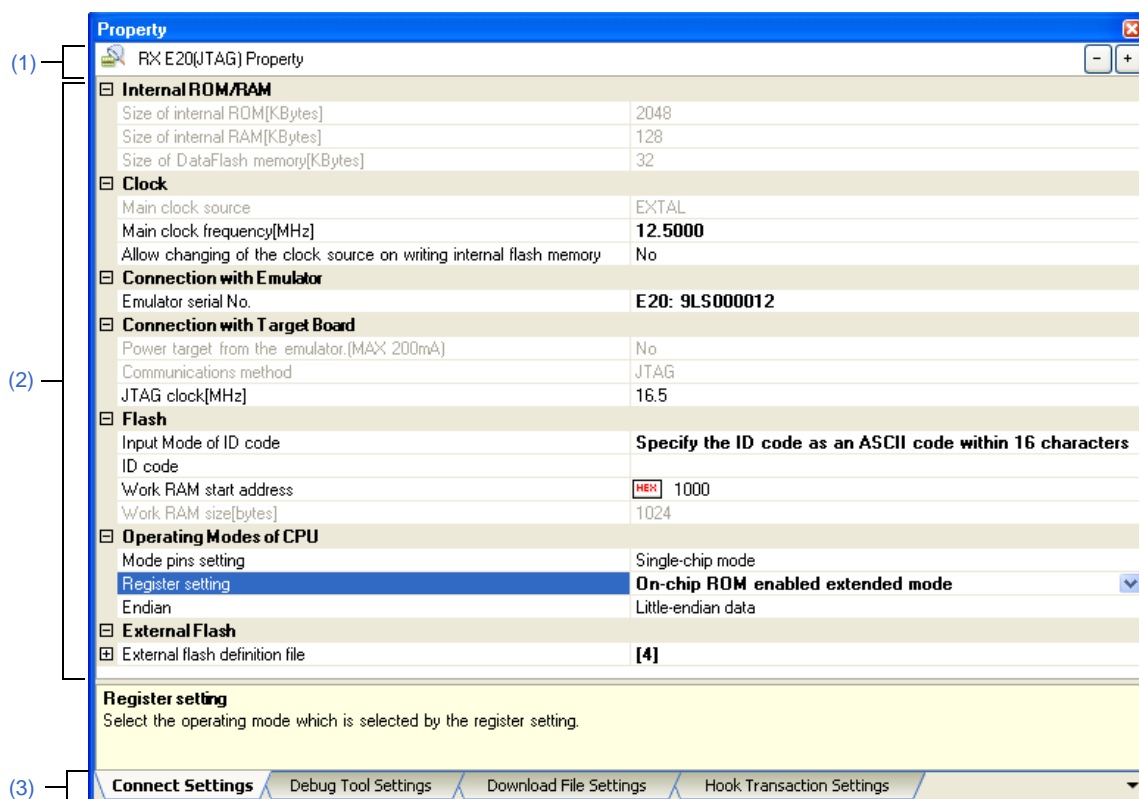 Property
(1)
RX E20(JTAG) Property
- +
(2)
Internal ROM/RAM
Size of internal ROM[KBytes] 2048
Size of internal RAM[KBytes] 128
Size of DataFlash memory[KBytes] 32
Clock
Main clock source EXTAL
Main clock frequency[MHz] 12.5000
Allow changing of the clock source on writing internal flash memory No
Connection with Emulator
Emulator serial No. E20: 9LS000012
Connection with Target Board
Power target from the emulator.(MAX 200mA) No
Communications method JTAG
JTAG clock[MHz] 16.5
Flash
Input Mode of ID code Specify the ID code as an ASCII code within 16 characters
ID code
Work RAM start address HEX 1000
Work RAM size[bytes] 1024
Operating Modes of CPU
Mode pins setting Single-chip mode
Register setting On-chip ROM enabled extended mode
Endian Little-endian data
External Flash
External flash definition file [4]
Register setting
Select the operating mode which is selected by the register setting.
(3)
Connect Settings Debug Tool Settings Download File Settings Hook Transaction Settings